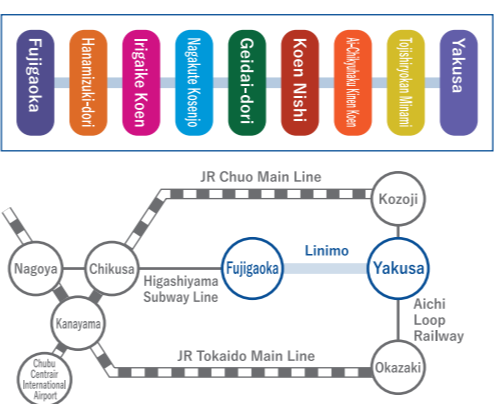 Fujigaoka
Hanamizuki-dori
Irigaike Koen
Nagakute Kosenjo
Geidai-dori
Koen Nishi
Ai-Chikyuhaku Kinen Koen
Tojishiryokan Minami
Yakusa
JR Chuo Main Line
Kozoji
Linimo
Nagoya
Chikusa
Fujigaoka
Yakusa
Higashiyama
Subway Line
Aichi
Loop
Railway
Kanayama
JR Tokaido Main Line
Okazaki
Chubu
Centrair
International
Airport